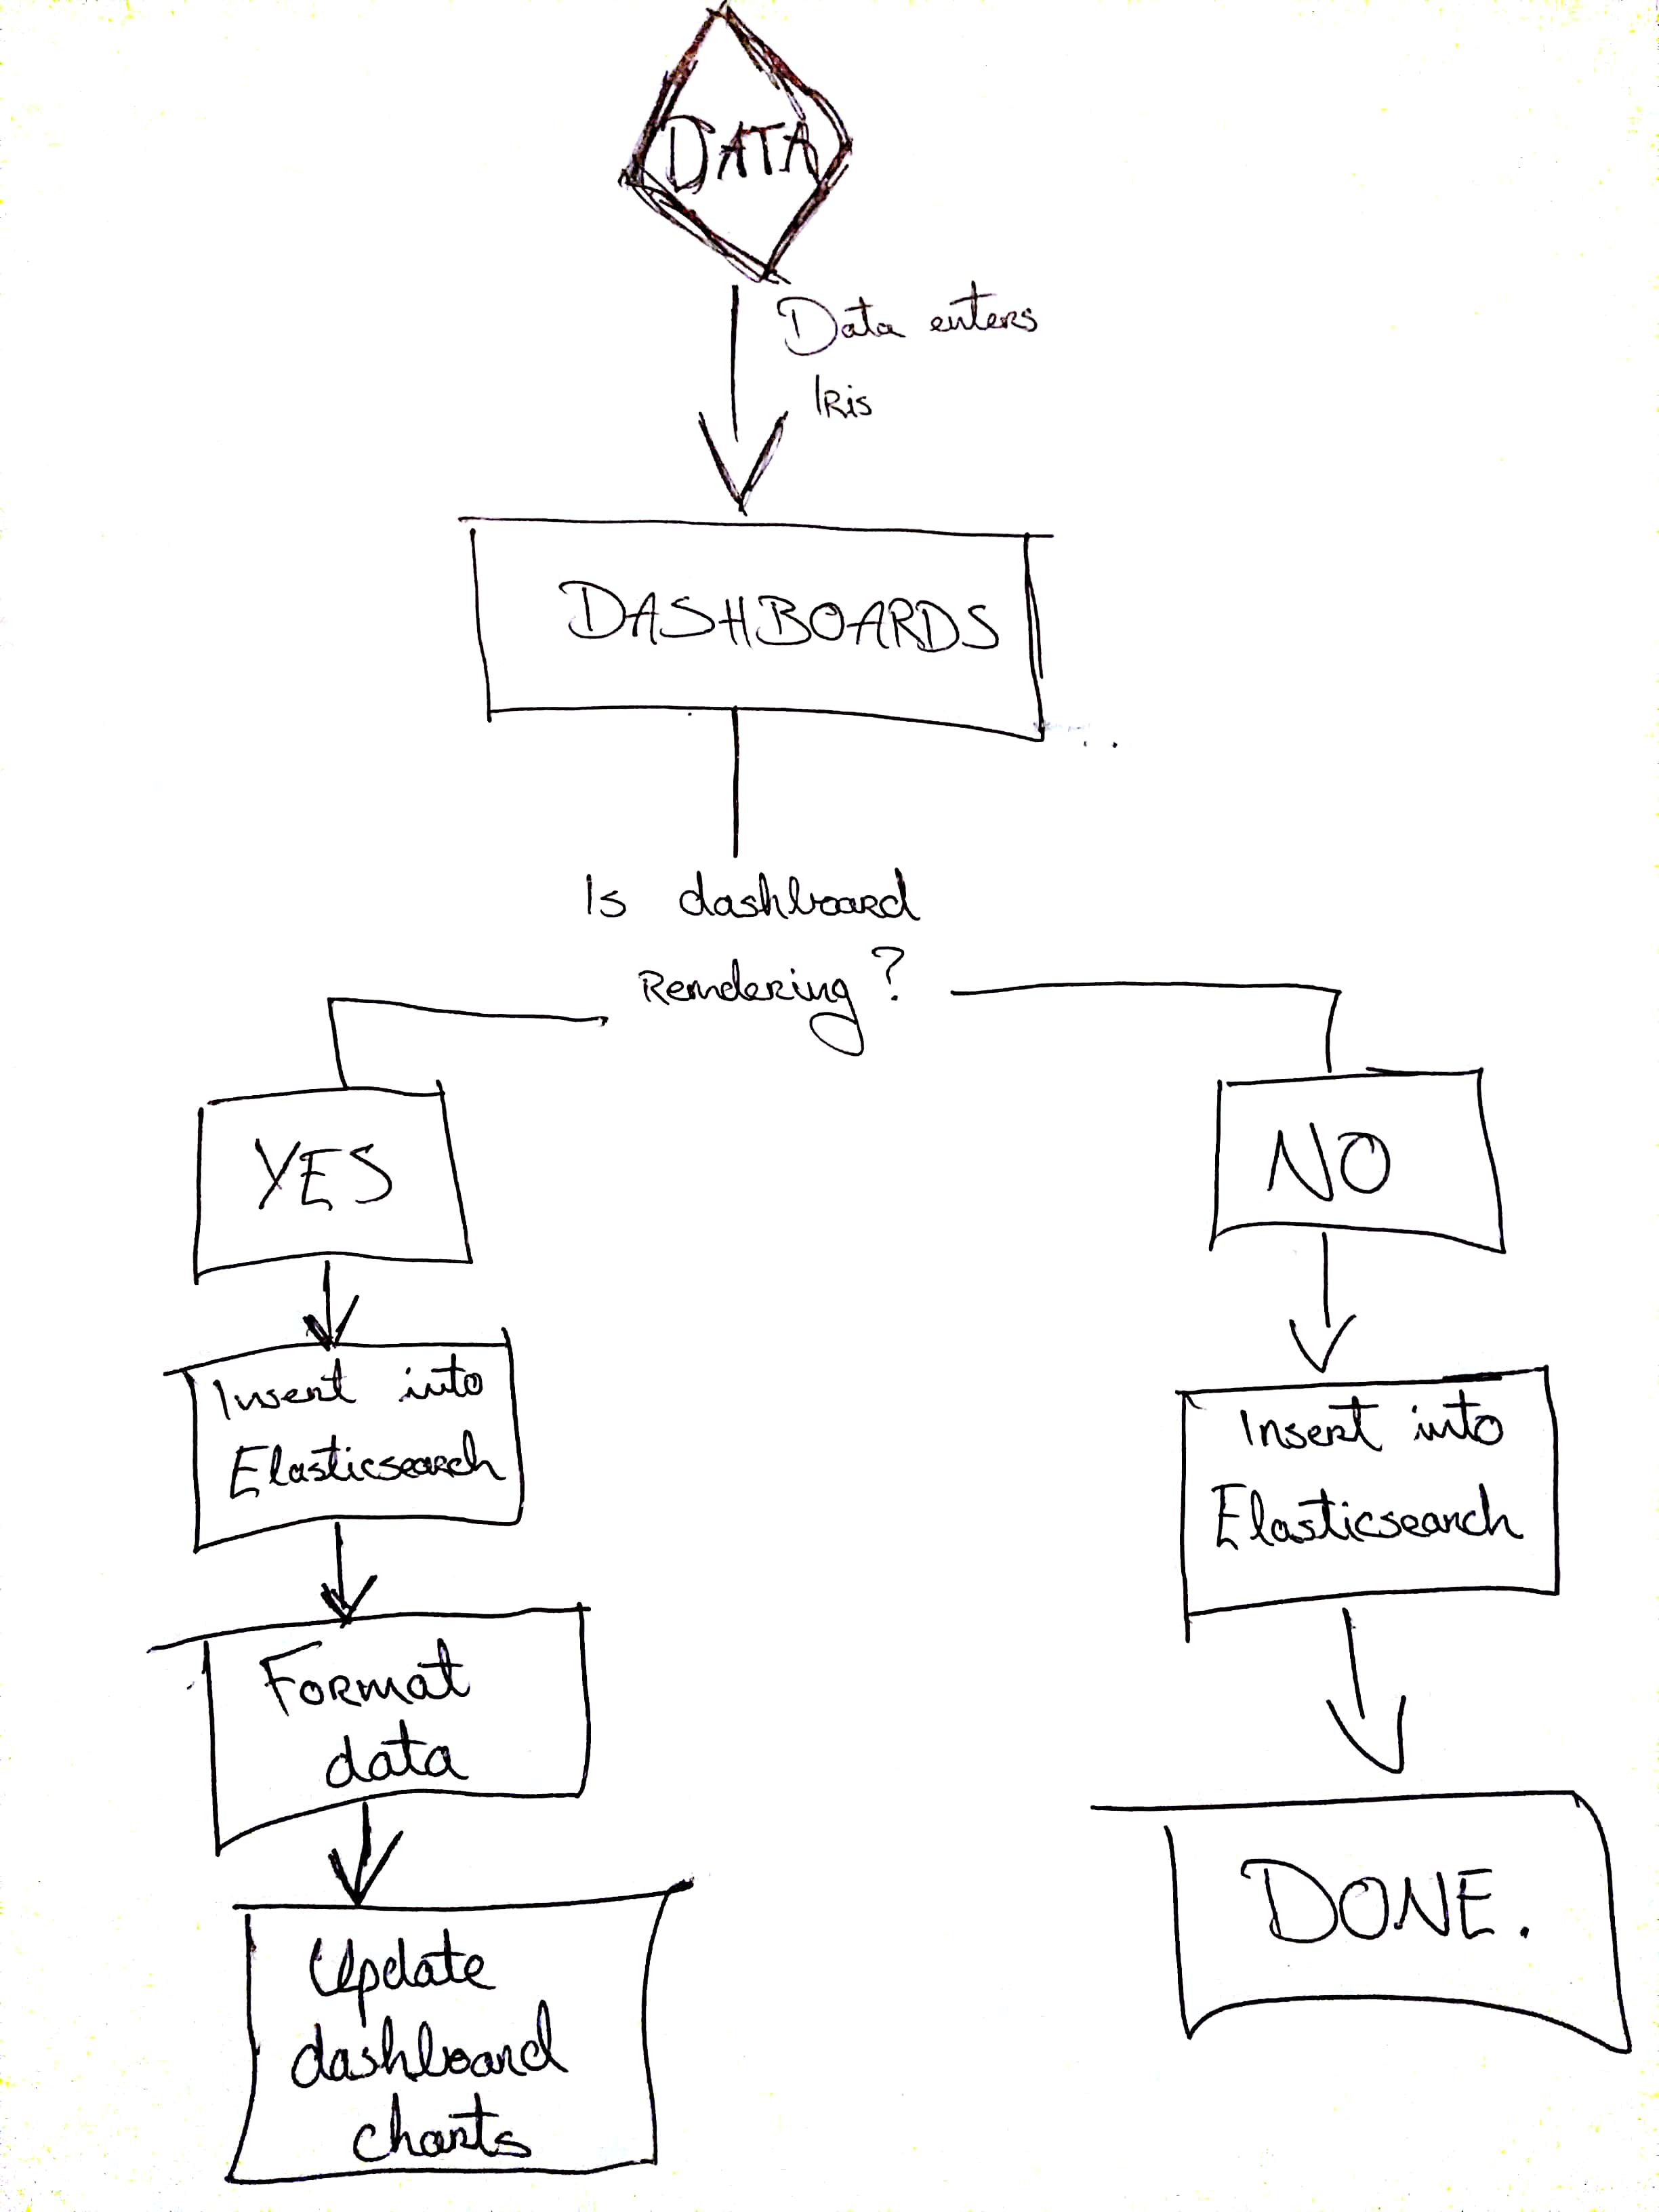 DATA
Data enters
IRis
DASHBOARDS
Is dashboard
Rendering?
YES
NO
Insert into
Elasticsearch
Insert into
Elasticsearch
Format
data
Update
dashboard
charts
DONE.